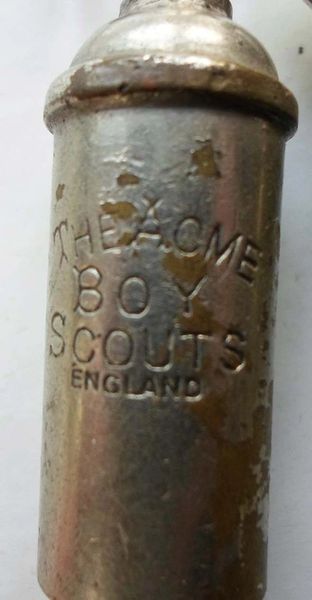 THE ACME
BOY
SCOUTS
ENGLAND